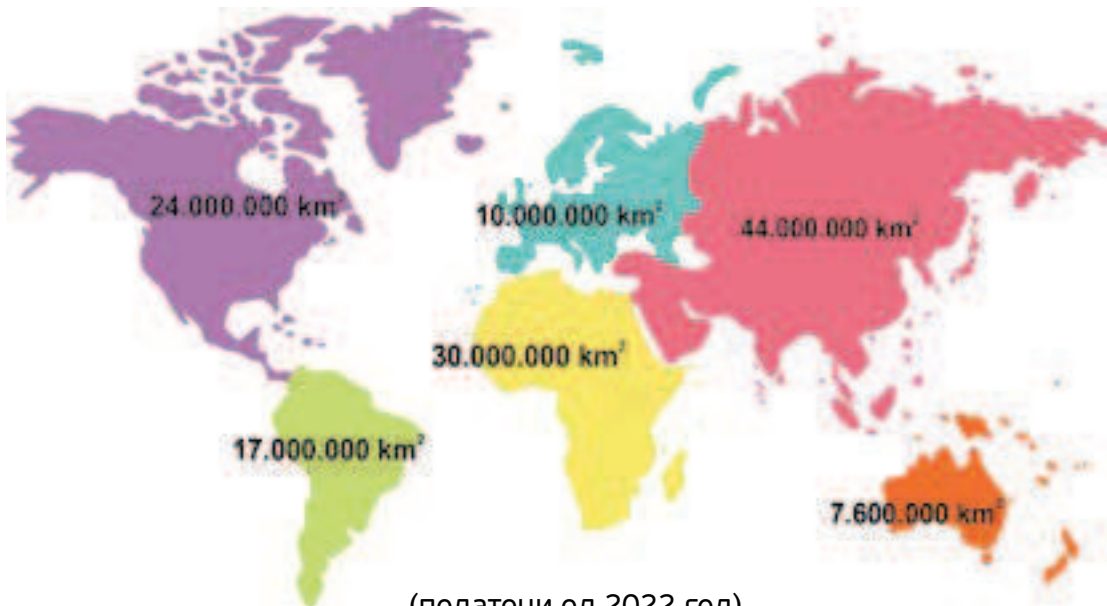 24.000.000 km²
10.000.000 km²
44.000.000 km²
30.000.000 km²
17.000.000 km²
7.600.000 km²
(податоци од 2022 год)